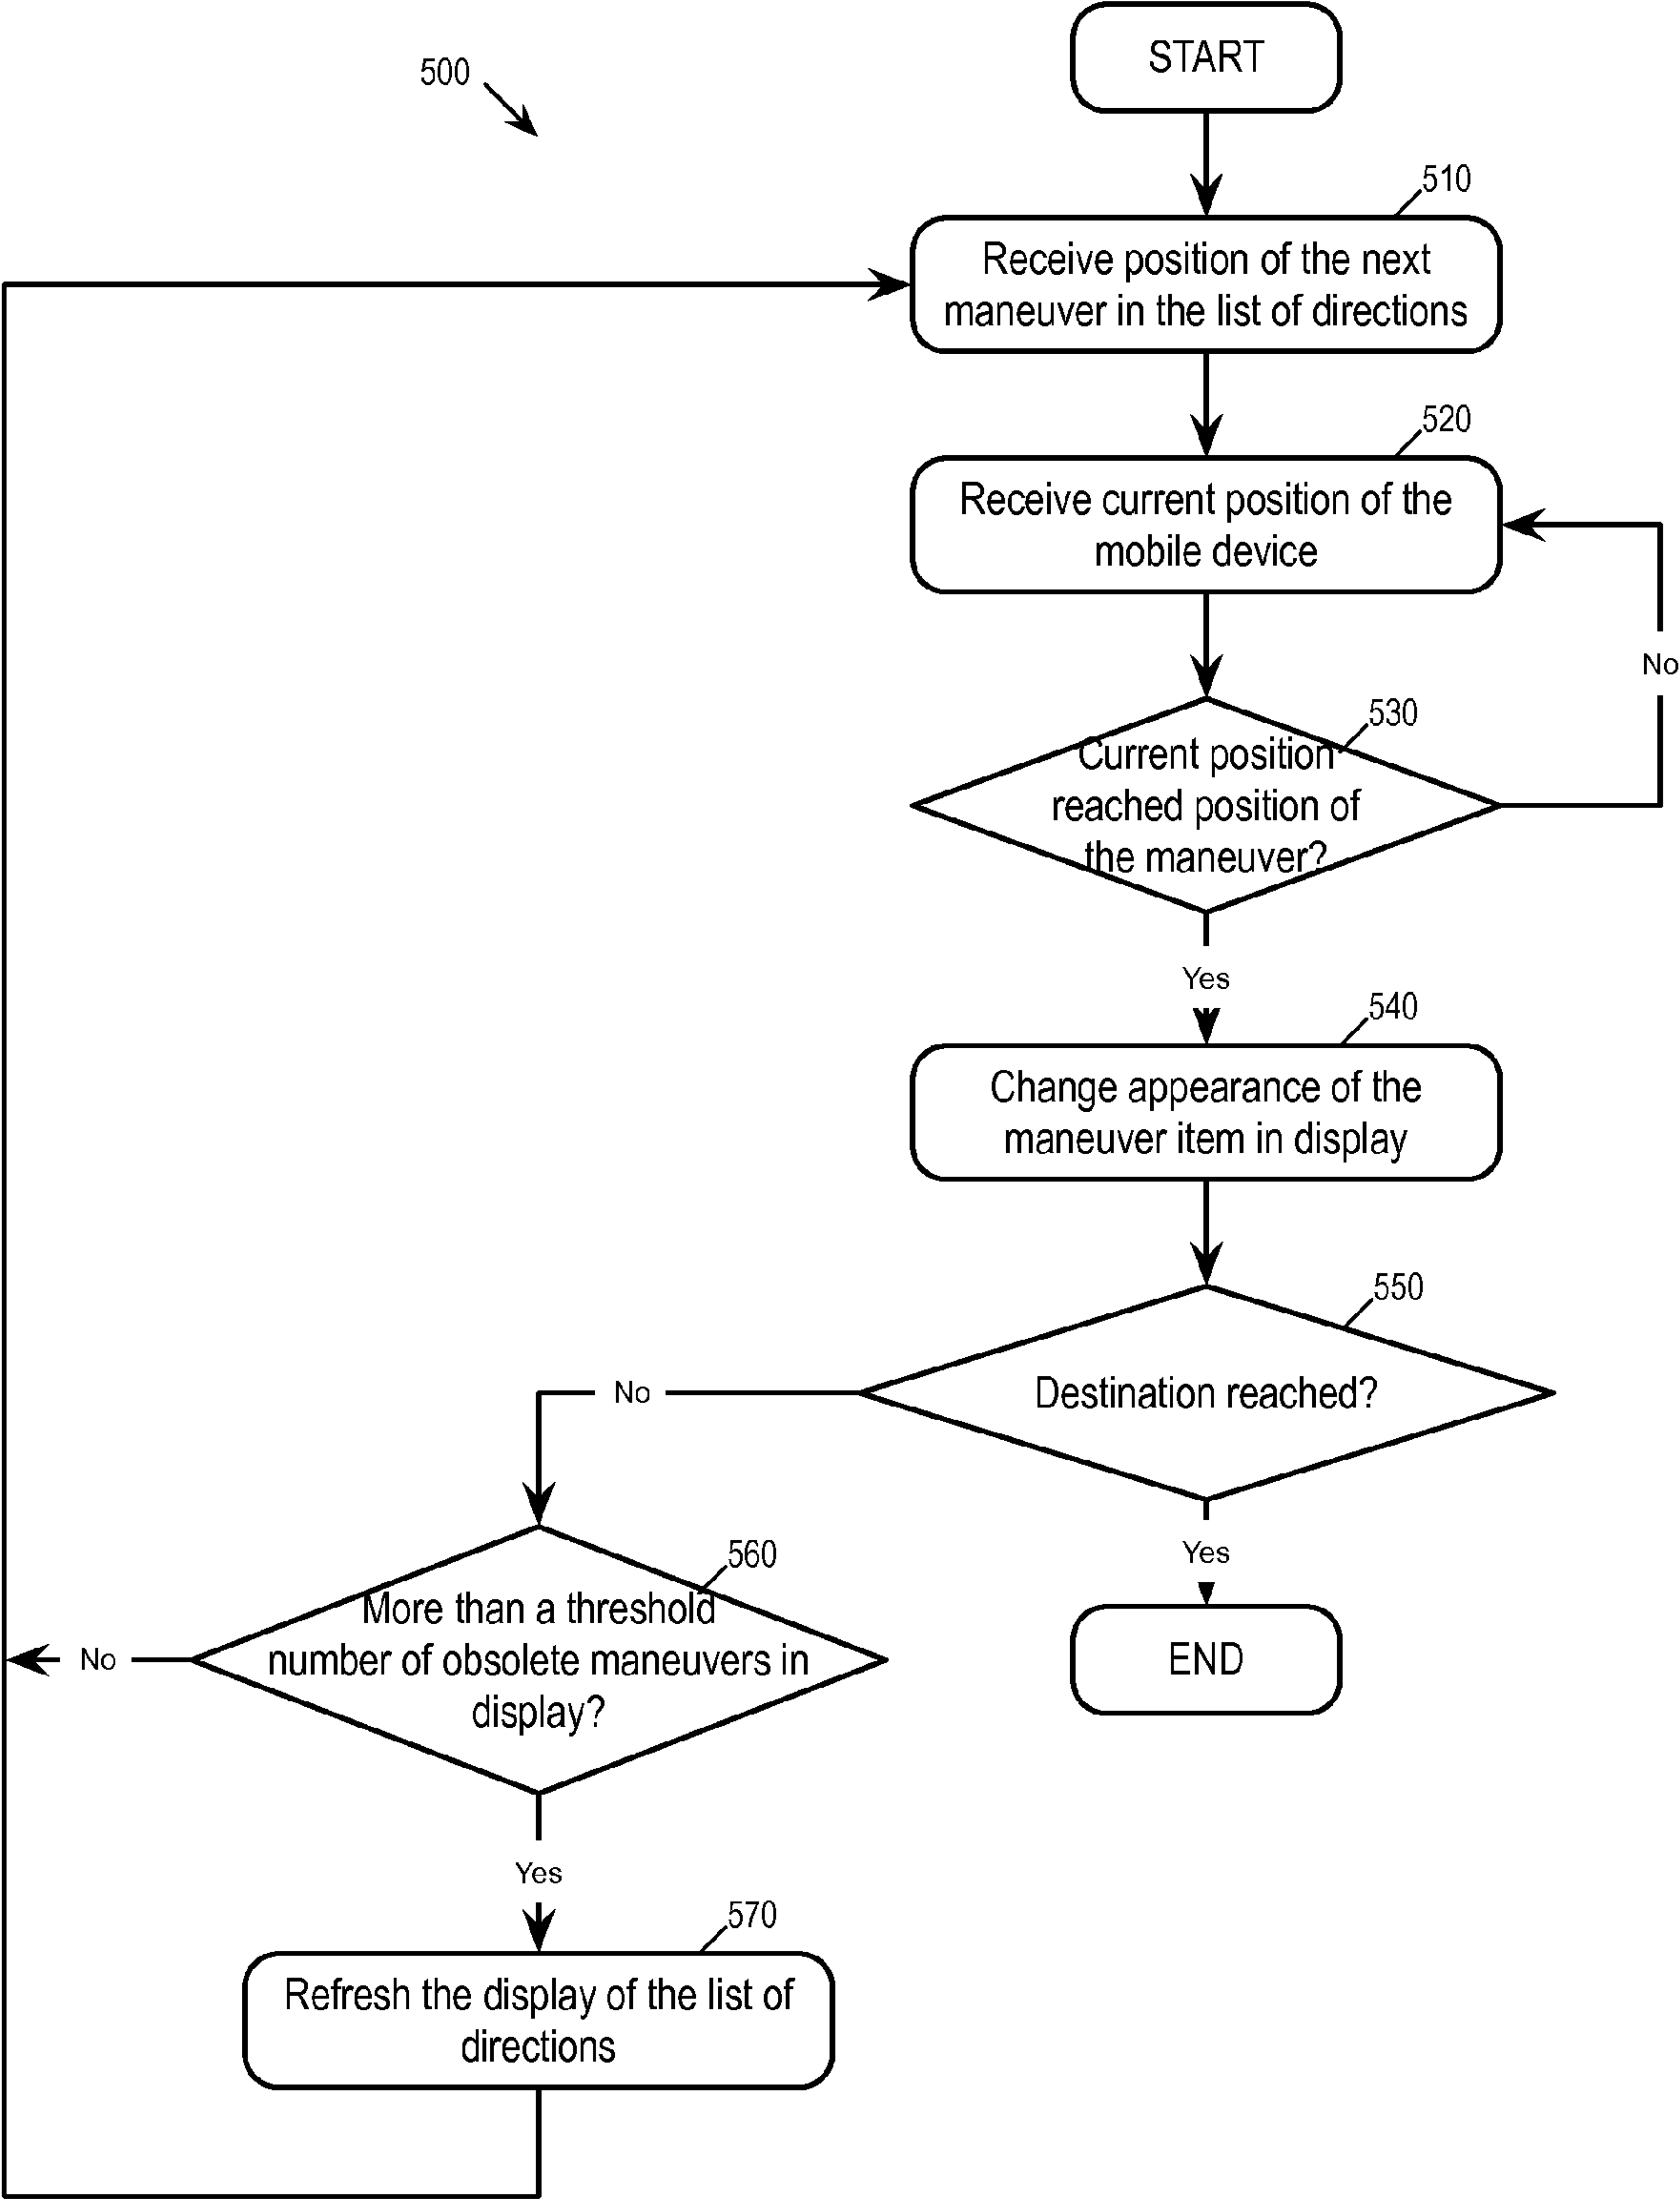 500
START
510
Receive position of the next
maneuver in the list of directions
520
Receive current position of the
mobile device
No
530
Current position
reached position of
the maneuver?
Yes
540
Change appearance of the
maneuver item in display
550
Destination reached?
No
Yes
END
560
More than a threshold
number of obsolete maneuvers in
display?
No
Yes
570
Refresh the display of the list of
directions